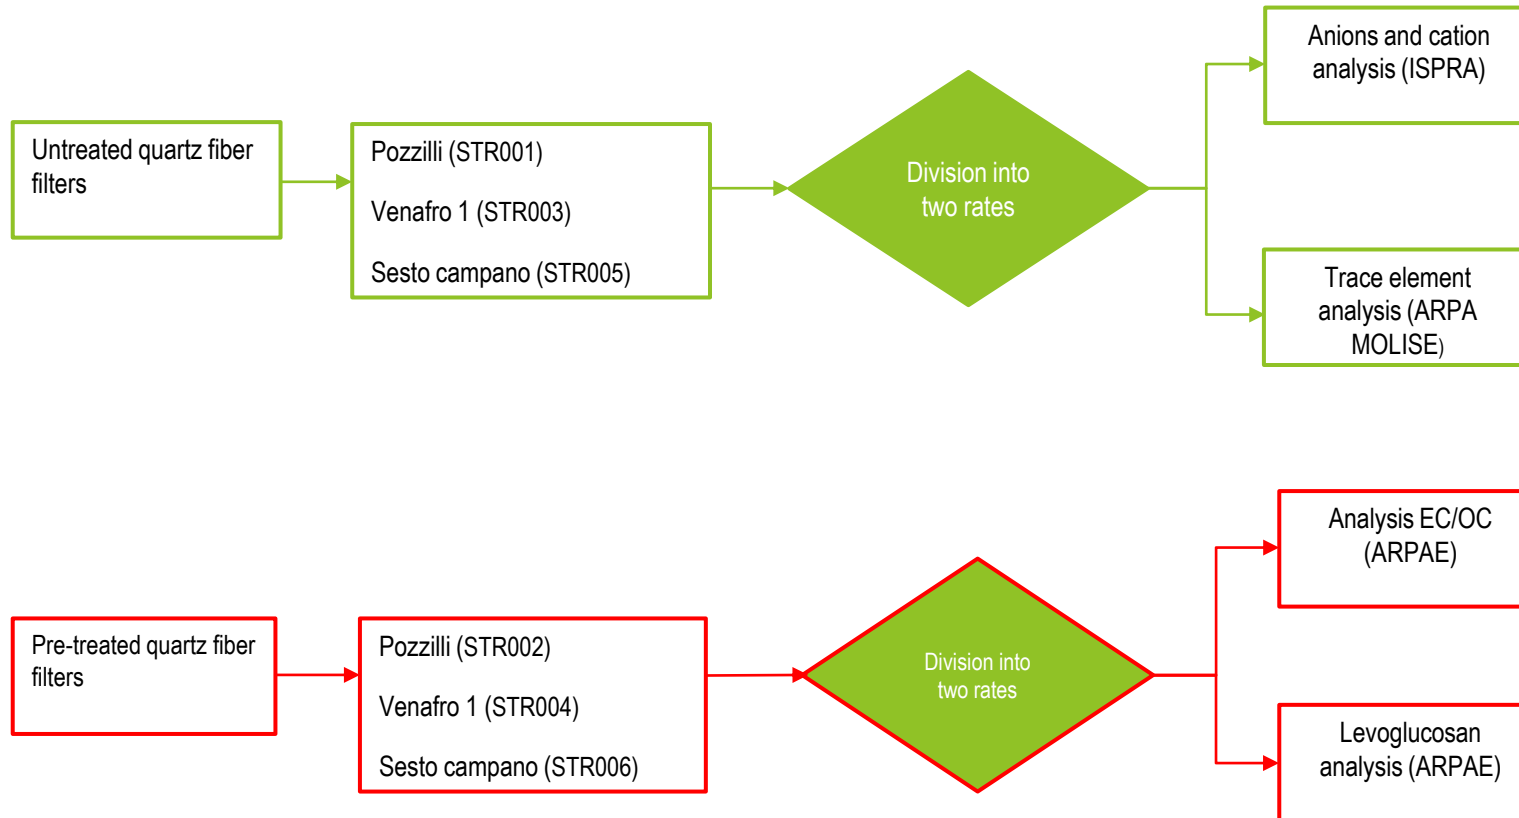 Untreated quartz fiber
filters
Pozzilli (STR001)
Venafro 1 (STR003)
Sesto campano (STR005)
Division into
two rates
Anions and cation
analysis (ISPRA)
Trace element
analysis (ARPA
MOLISE)
Pre-treated quartz fiber
filters
Pozzilli (STR002)
Venafro 1 (STR004)
Sesto campano (STR006)
Division into
two rates
Analysis EC/OC
(ARPAE)
Levoglucosan
analysis (ARPAE)